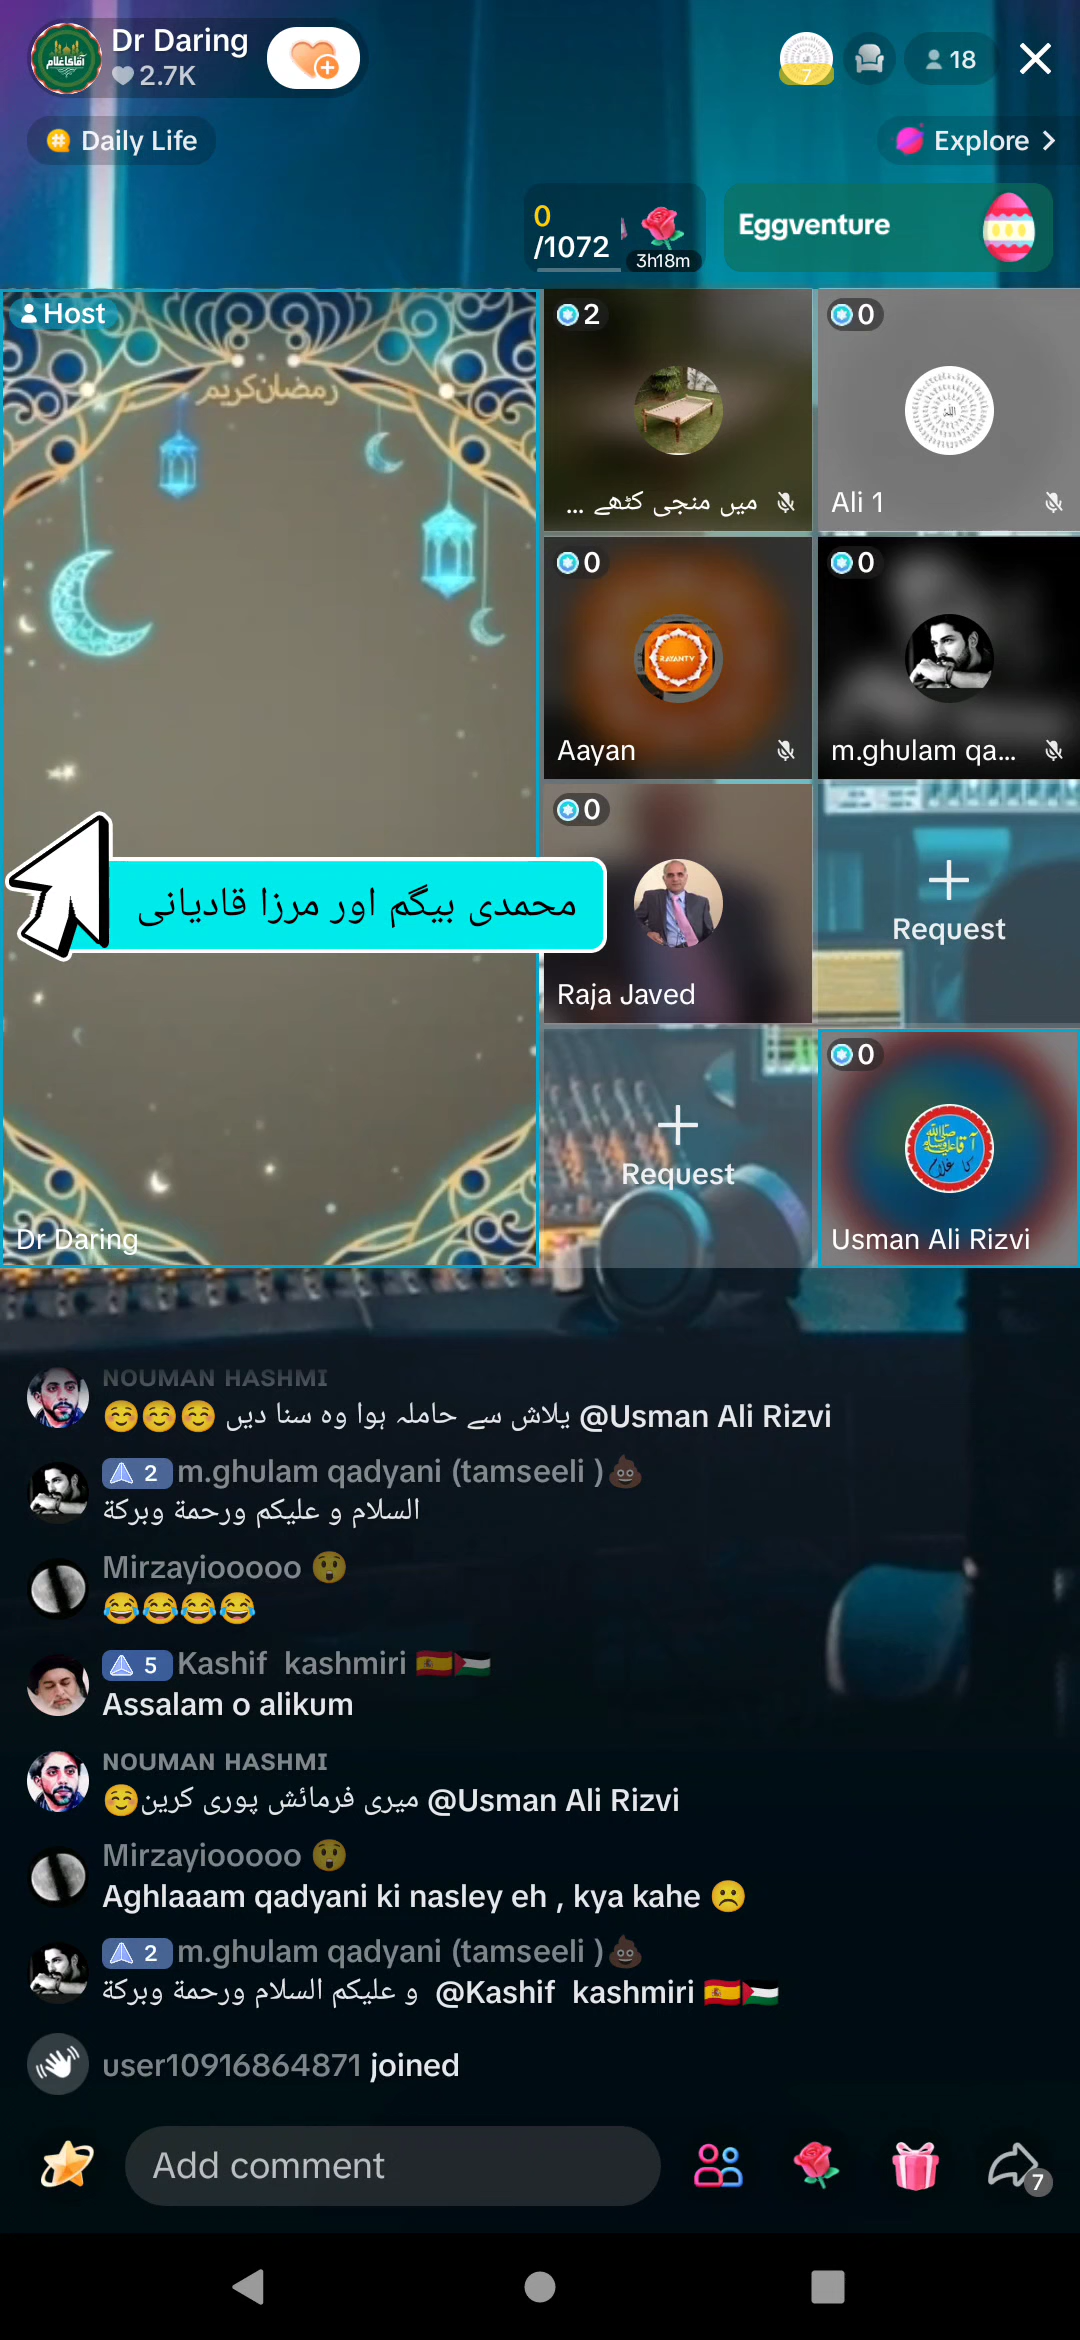 Dr Daring
2.7K
7
18
Daily Life
Explore
0
/1072
3h18m
Eggventure
Host
رمضان کریم
2
میں منجی کٹھے ...
0
Ali 1
0
RAYANTV
Aayan
0
m.ghulam qa...
محمدی بیگم اور مرزا قادیانی
0
Raja Javed
Request
Request
0
Usman Ali Rizvi
Dr Daring
NOUMAN HASHMI
@Usman Ali Rizvi یلاش سے حاملہ ہوا وہ سنا دیں ☺️☺️☺️
2 m.ghulam qadyani (tamseeli )💩
السلام و علیکم ورحمة وبركة
Mirzayiooooo 😲
😂😂😂😂
5 Kashif kashmiri 🇪🇸🇵🇸
Assalam o alikum
NOUMAN HASHMI
@Usman Ali Rizvi میری فرمائش پوری کریں☺️
Mirzayiooooo 😲
Aghlaaam qadyani ki nasley eh , kya kahe ☹️
2 m.ghulam qadyani (tamseeli )💩
@Kashif kashmiri 🇪🇸🇵🇸 و علیکم السلام ورحمة وبركة
user10916864871 joined
Add comment
7